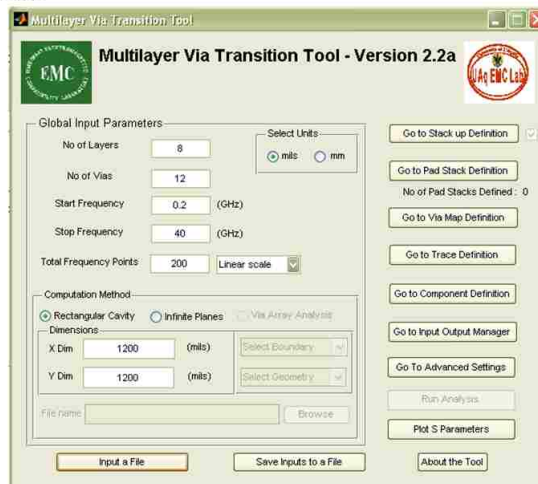 Multilayer Via Transition Tool
EMC
Multilayer Via Transition Tool - Version 2.2a
UAq EMC Lab
Global Input Parameters
Select Units
No of Layers 8
mils mm
No of Vias 12
Start Frequency 0.2 (GHz)
Stop Frequency 40 (GHz)
Total Frequency Points 200 Linear scale
Computation Method
Rectangular Cavity Infinite Planes Via Array Analysis
Dimensions
X Dim 1200 (mils) Select Boundary
Y Dim 1200 (mils) Select Geometry
File name Browse
Input a File Save Inputs to a File
Go to Stack up Definition
Go to Pad Stack Definition
No of Pad Stacks Defined : 0
Go to Via Map Definition
Go to Trace Definition
Go to Component Definition
Go to Input Output Manager
Go To Advanced Settings
Run Analysis
Plot S Parameters
About the Tool